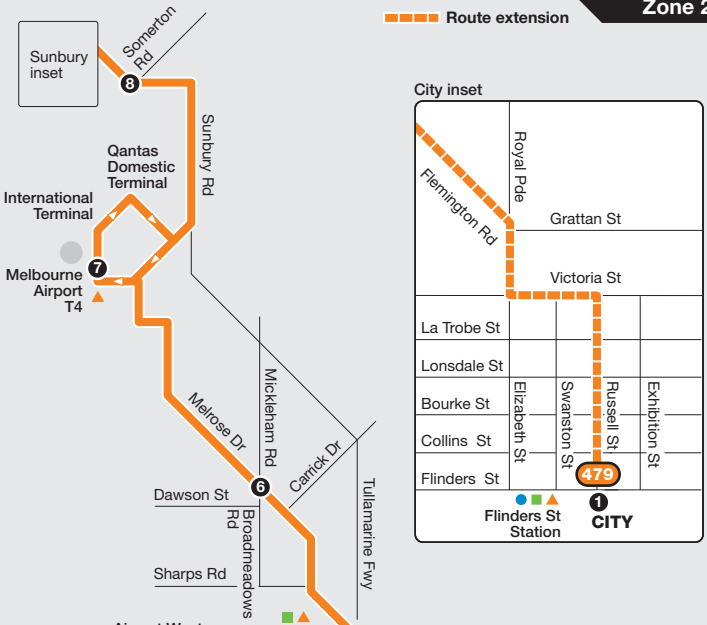 Route extension
Zone 2
Sunbury
inset
Somerton
Rd
8
Sunbury Rd
Qantas
Domestic
Terminal
International
Terminal
7
Melbourne
Airport
T4
Melrose Dr
Mickleham Rd
Carrick Dr
6
Dawson St
Broadmeadows
Rd
Tullamarine Fwy
Sharps Rd
City inset
Royal Pde
Flemington Rd
Grattan St
Victoria St
La Trobe St
Lonsdale St
Bourke St
Collins St
Flinders St
Elizabeth St
Swanston St
Russell St
Exhibition St
479
1
Flinders St
Station
CITY